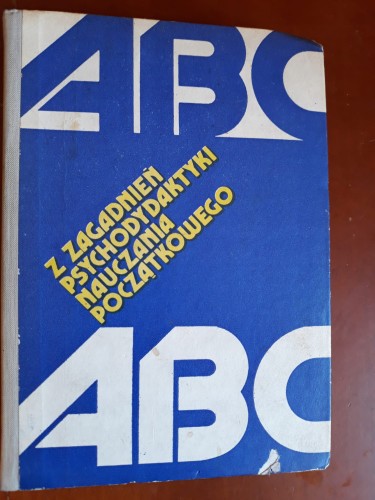 ABC
Z ZAGADNIEŃ
PSYCHODYDAKTYKI
NAUCZANIA
POCZĄTKOWEGO
ABC